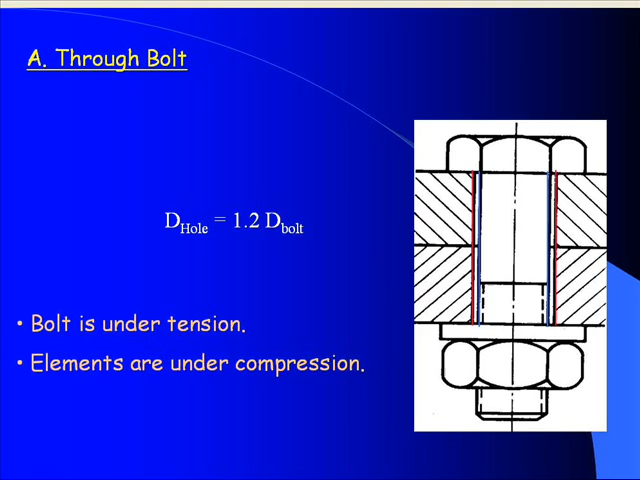 A. Through Bolt
D_Hole = 1.2 D_bolt
• Bolt is under tension.
• Elements are under compression.